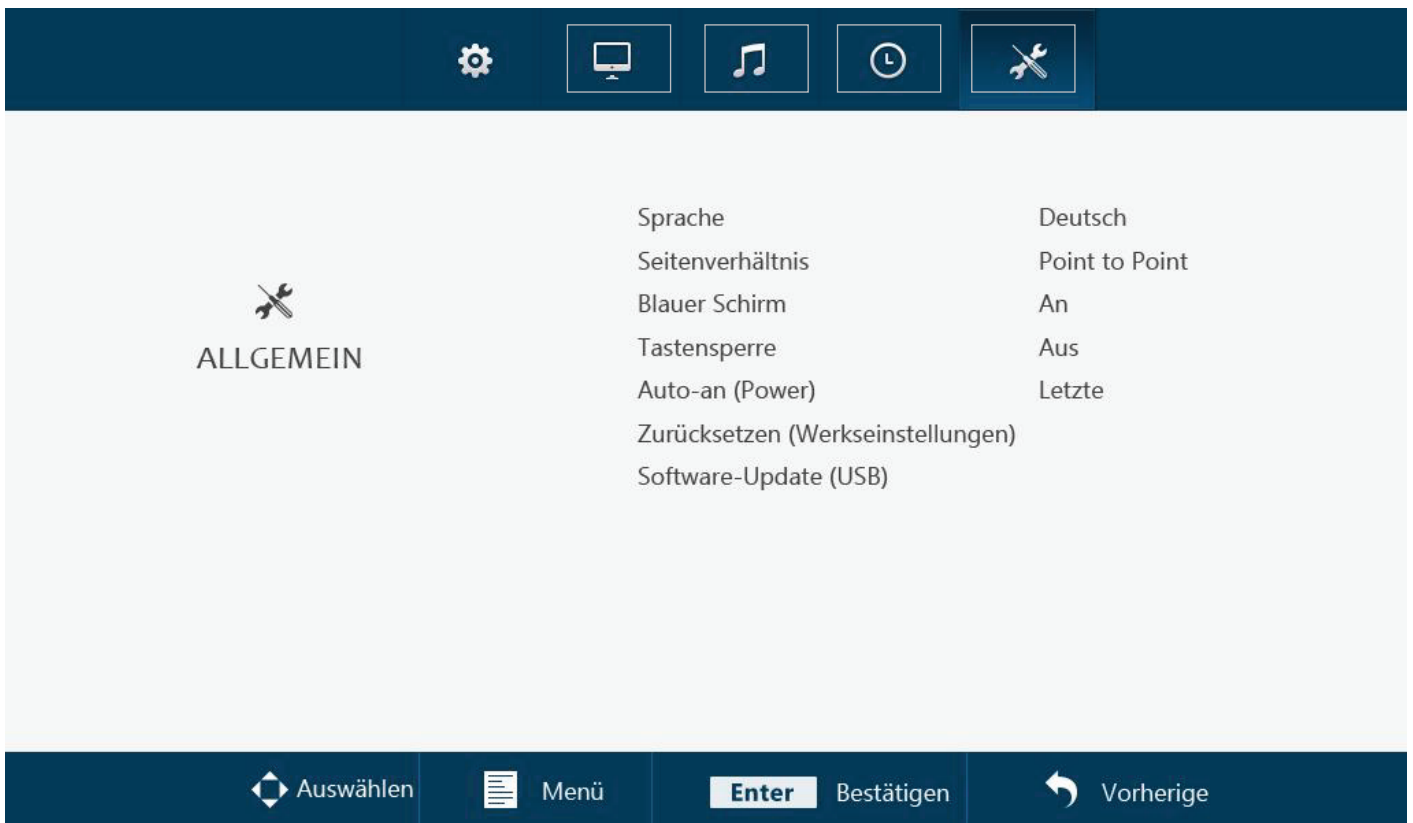 Sprache Deutsch
Seitenverhältnis Point to Point
Blauer Schirm An
Tastensperre Aus
Auto-an (Power) Letzte
Zurücksetzen (Werkseinstellungen)
Software-Update (USB)
ALLGEMEIN
Auswählen Menü Enter Bestätigen Vorherige